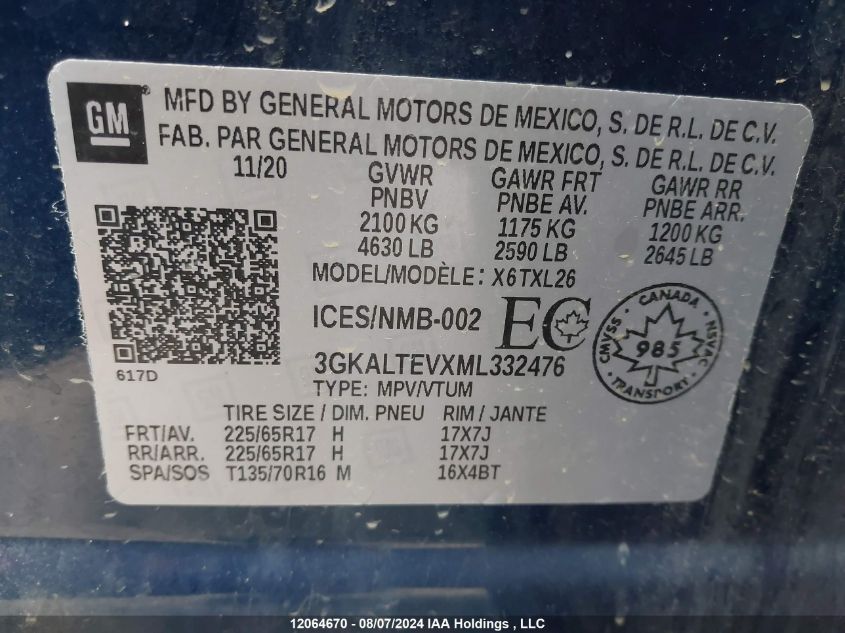 GM
MFD BY GENERAL MOTORS DE MEXICO, S. DE R.L. DE C.V.
FAB. PAR GENERAL MOTORS DE MEXICO, S. DE R.L. DE C.V.
11/20 GVWR GAWR FRT GAWR RR
PNBV PNBE AV. PNBE ARR.
2100 KG 1175 KG 1200 KG
4630 LB 2590 LB 2645 LB
MODEL/MODÈLE: X6TXL26
ICES/NMB-002 EC
CANADA
CMVSS 985 NSVAC
TRANSPORT
3GKALTEVXML332476
617D TYPE: MPV/VTUM
TIRE SIZE / DIM. PNEU RIM / JANTE
FRT/AV. 225/65R17 H 17X7J
RR/ARR. 225/65R17 H 17X7J
SPA/SOS T135/70R16 M 16X4BT
12064670 - 08/07/2024 IAA Holdings , LLC